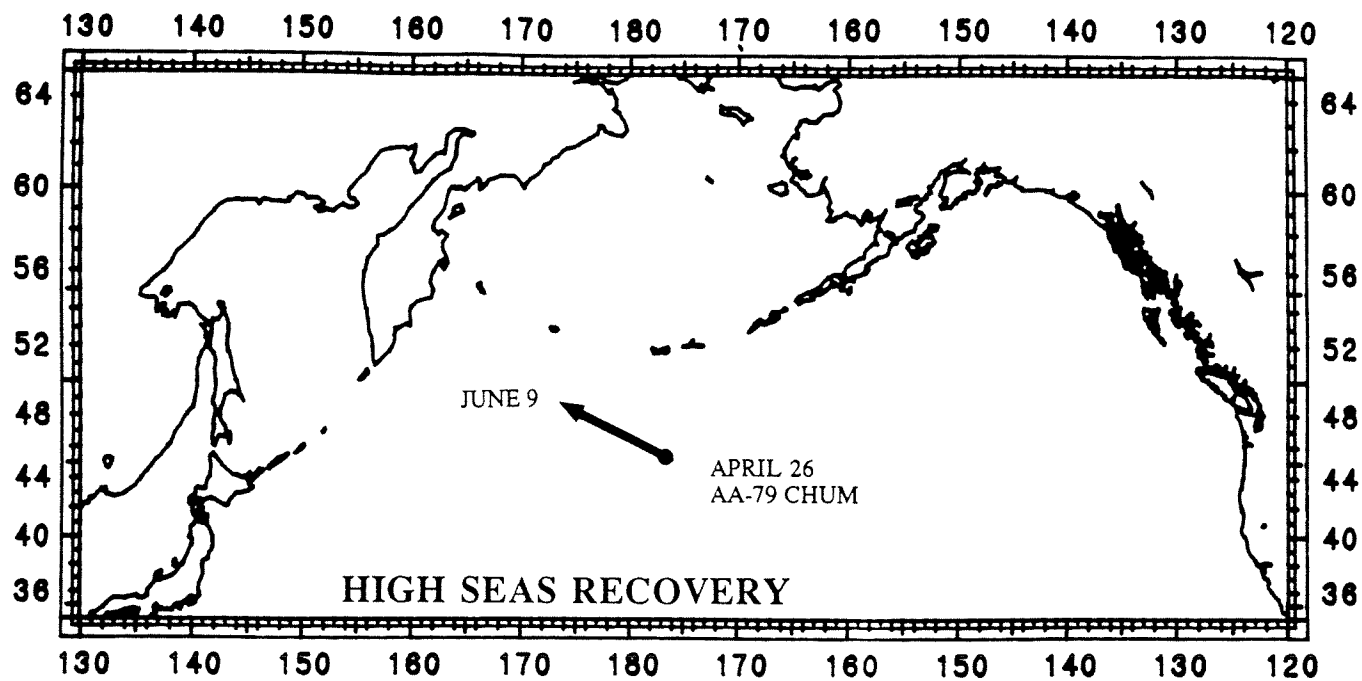 130 140 150 160 170 180 170 160 150 140 130 120
64 64
60 60
56 56
52 52
JUNE 9
48 48
APRIL 26
44 44
AA-79 CHUM
40 40
36 HIGH SEAS RECOVERY 36
130 140 150 160 170 180 170 160 150 140 130 120